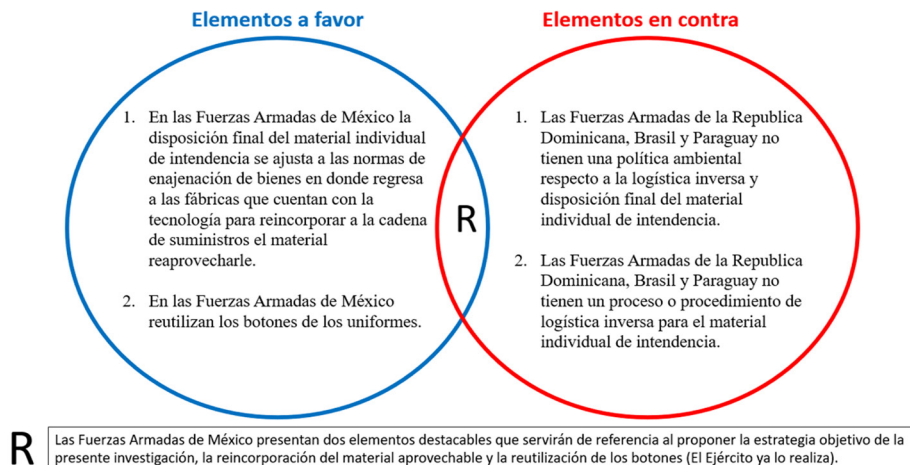 Elementos a favor
Elementos en contra
1. En las Fuerzas Armadas de México la
disposición final del material individual
de intendencia se ajusta a las normas de
enajenación de bienes en donde regresa
a las fábricas que cuentan con la
tecnología para reincorporar a la cadena
de suministros el material
reaprovecharle.
2. En las Fuerzas Armadas de México
reutilizan los botones de los uniformes.
R
1. Las Fuerzas Armadas de la Republica
Dominicana, Brasil y Paraguay no
tienen una política ambiental
respecto a la logística inversa y
disposición final del material
individual de intendencia.
2. Las Fuerzas Armadas de la Republica
Dominicana, Brasil y Paraguay no
tienen un proceso o procedimiento de
logística inversa para el material
individual de intendencia.
R
Las Fuerzas Armadas de México presentan dos elementos destacables que servirán de referencia al proponer la estrategia objetivo de la
presente investigación, la reincorporación del material aprovechable y la reutilización de los botones (El Ejército ya lo realiza).